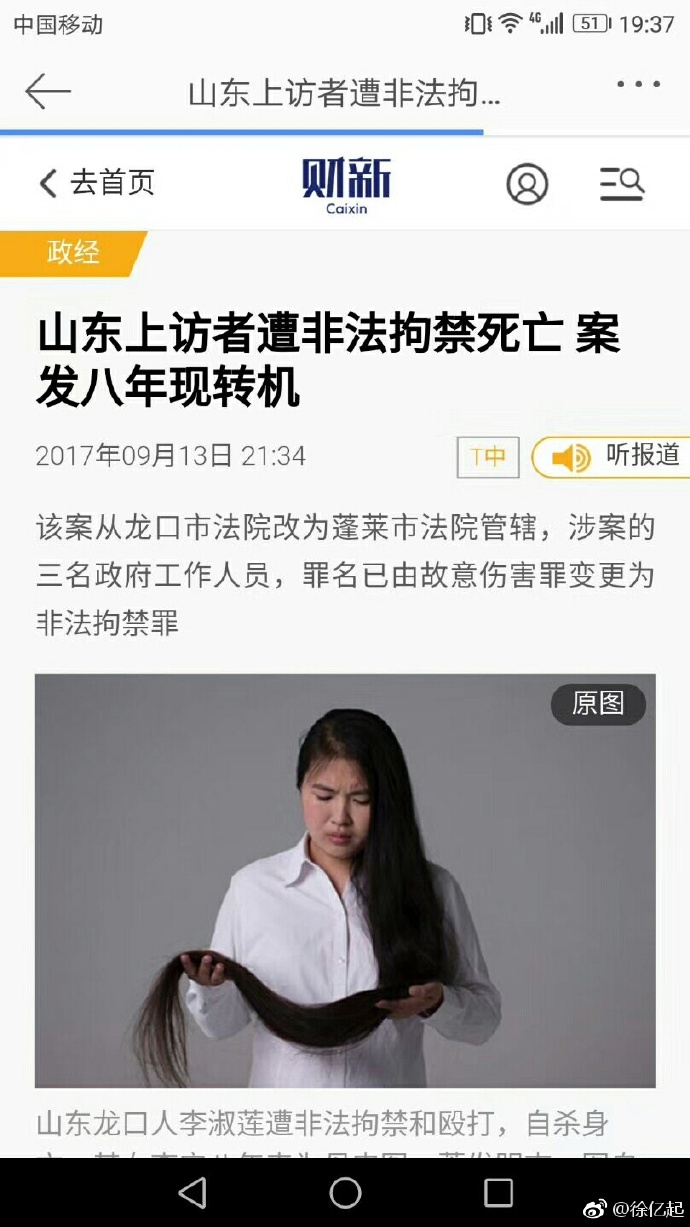 中国移动
4G 51 19:37
山东上访者遭非法拘...
去首页
财新
Caixin
政经
山东上访者遭非法拘禁死亡 案
发八年现转机
2017年09月13日 21:34
T中
听报道
该案从龙口市法院改为蓬莱市法院管辖，涉案的
三名政府工作人员，罪名已由故意伤害罪变更为
非法拘禁罪
原图
山东龙口人李淑莲遭非法拘禁和殴打，自杀身
@徐亿起